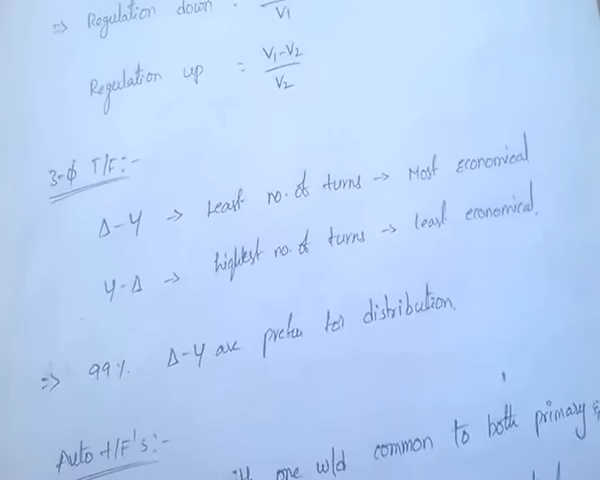 ⇒ Regulation down = ―/V₁
Regulation up = V₁-V₂/V₂
3-ϕ T/F:-
Δ-Y → Least no. of turns → Most economical
Y-Δ → highest no. of turns → least economical.
⇒ 99% Δ-Y are prefer for distribution.
Auto t/F's:-
one w/d common to both primary &